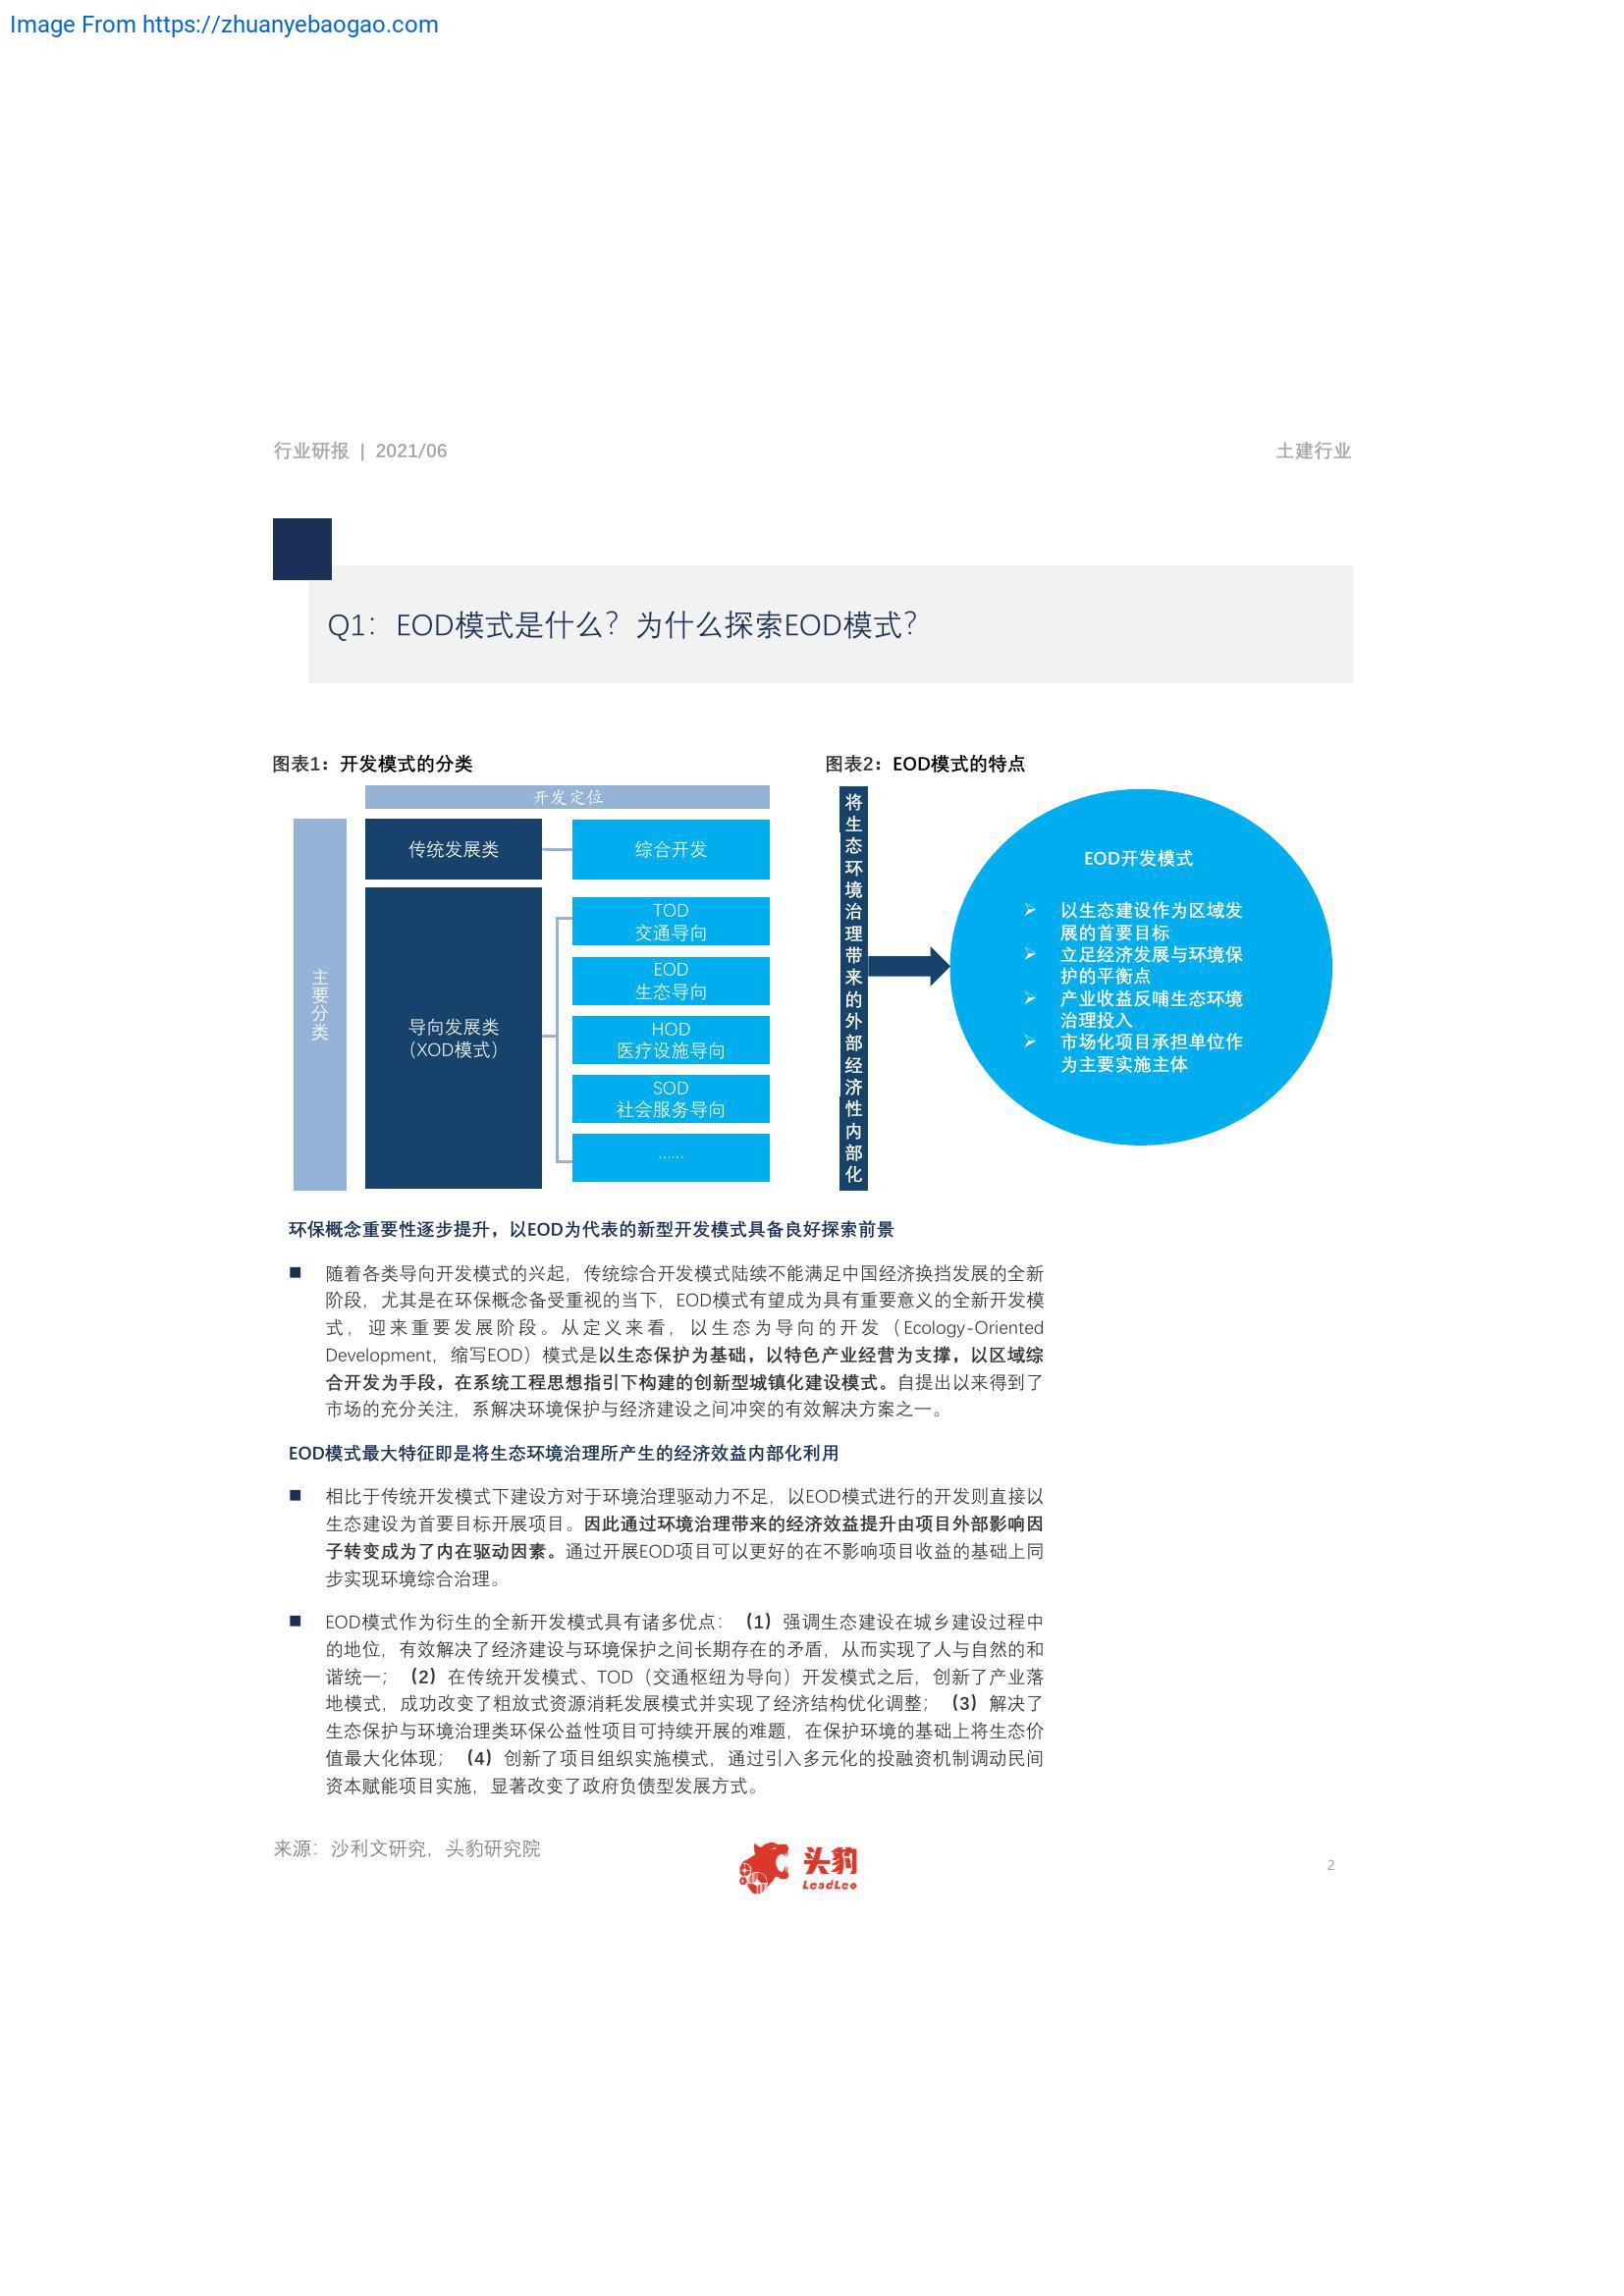 Image From https://zhuanyebaogao.com
行业研报 | 2021/06
土建行业
Q1：EOD模式是什么？为什么探索EOD模式？
图表1：开发模式的分类
开发定位
主要分类
传统发展类
综合开发
导向发展类
（XOD模式）
TOD
交通导向
EOD
生态导向
HOD
医疗设施导向
SOD
社会服务导向
……
图表2：EOD模式的特点
将生态环境治理带来的外部经济性内部化
EOD开发模式
➢ 以生态建设作为区域发
展的首要目标
➢ 立足经济发展与环境保
护的平衡点
➢ 产业收益反哺生态环境
治理投入
➢ 市场化项目承担单位作
为主要实施主体
环保概念重要性逐步提升，以EOD为代表的新型开发模式具备良好探索前景
■ 随着各类导向开发模式的兴起，传统综合开发模式陆续不能满足中国经济换挡发展的全新
阶段，尤其是在环保概念备受重视的当下，EOD模式有望成为具有重要意义的全新开发模
式，迎来重要发展阶段。从定义来看，以生态为导向的开发（Ecology-Oriented
Development，缩写EOD）模式是以生态保护为基础，以特色产业经营为支撑，以区域综
合开发为手段，在系统工程思想指引下构建的创新型城镇化建设模式。自提出以来得到了
市场的充分关注，系解决环境保护与经济建设之间冲突的有效解决方案之一。
EOD模式最大特征即是将生态环境治理所产生的经济效益内部化利用
■ 相比于传统开发模式下建设方对于环境治理驱动力不足，以EOD模式进行的开发则直接以
生态建设为首要目标开展项目。因此通过环境治理带来的经济效益提升由项目外部影响因
子转变成为了内在驱动因素。通过开展EOD项目可以更好的在不影响项目收益的基础上同
步实现环境综合治理。
■ EOD模式作为衍生的全新开发模式具有诸多优点：（1）强调生态建设在城乡建设过程中
的地位，有效解决了经济建设与环境保护之间长期存在的矛盾，从而实现了人与自然的和
谐统一；（2）在传统开发模式、TOD（交通枢纽为导向）开发模式之后，创新了产业落
地模式，成功改变了粗放式资源消耗发展模式并实现了经济结构优化调整；（3）解决了
生态保护与环境治理类环保公益性项目可持续开展的难题，在保护环境的基础上将生态价
值最大化体现；（4）创新了项目组织实施模式，通过引入多元化的投融资机制调动民间
资本赋能项目实施，显著改变了政府负债型发展方式。
来源：沙利文研究，头豹研究院
头豹
LeadLeo
2